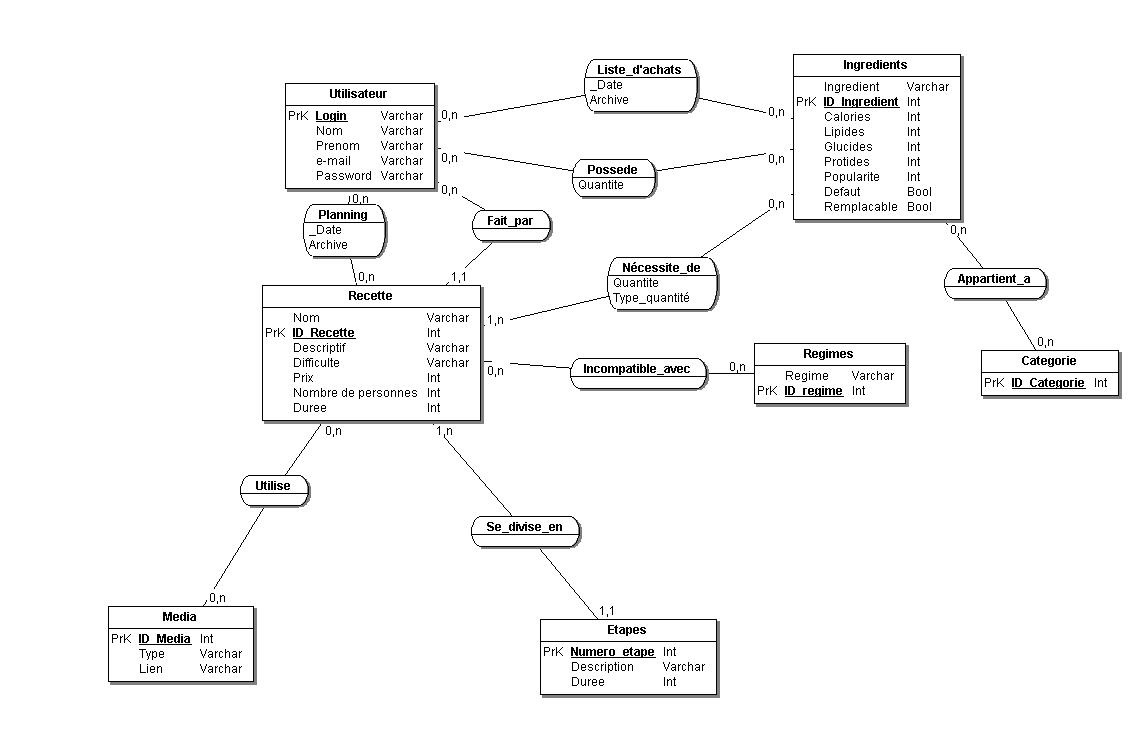 Utilisateur
PrK Login Varchar
Nom Varchar
Prenom Varchar
e-mail Varchar
Password Varchar
Liste_d'achats
_Date
Archive
Ingredients
Ingredient Varchar
PrK ID_Ingredient Int
Calories Int
Lipides Int
Glucides Int
Protides Int
Popularite Int
Defaut Bool
Remplacable Bool
0,n
0,n
0,n
0,n
Possede
Quantite
0,n
0,n
0,n
Planning
_Date
Archive
Fait_par
0,n
0,n
1,1
Nécessite_de
Quantite
Type_quantité
Appartient_a
Recette
Nom Varchar
PrK ID_Recette Int
Descriptif Varchar
Difficulte Varchar
Prix Int
Nombre de personnes Int
Duree Int
1,n
0,n
Incompatible_avec
0,n
Regimes
Regime Varchar
PrK ID_regime Int
0,n
Categorie
PrK ID_Categorie Int
0,n
1,n
Utilise
Se_divise_en
0,n
1,1
Media
PrK ID_Media Int
Type Varchar
Lien Varchar
Etapes
PrK Numero_etape Int
Description Varchar
Duree Int